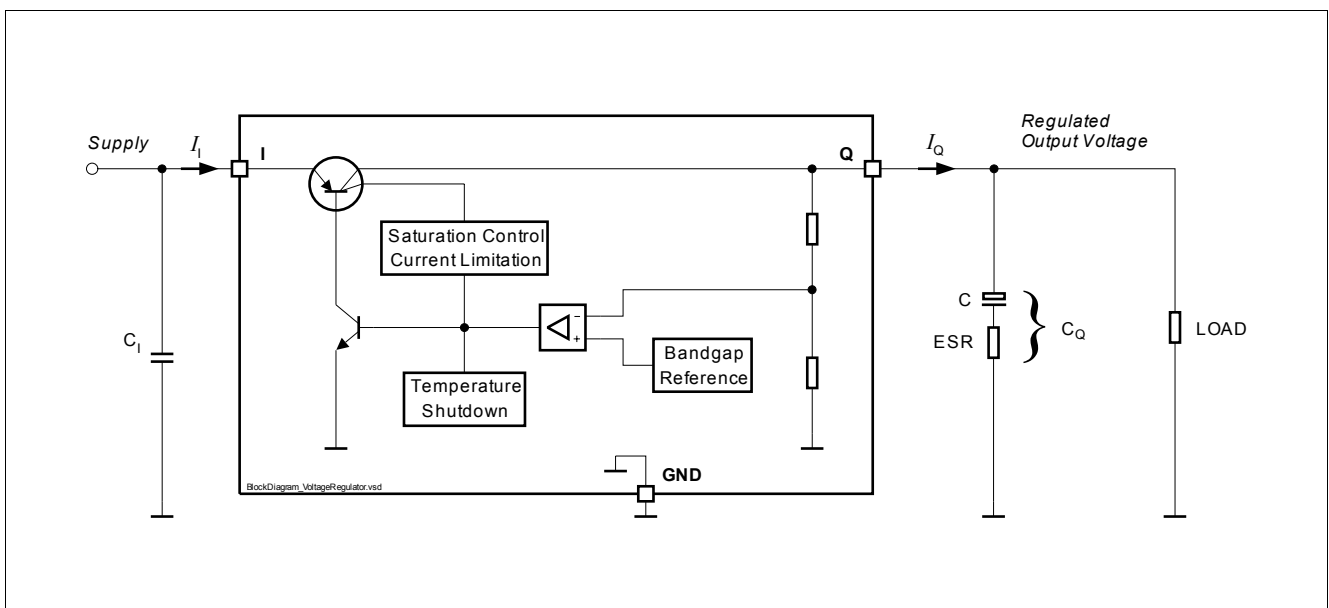 Supply
I_I
I
Q
I_Q
Regulated
Output Voltage
Saturation Control
Current Limitation
C_I
-
+
Bandgap
Reference
Temperature
Shutdown
C
ESR
C_Q
LOAD
GND
BlockDiagram_VoltageRegulator.vsd